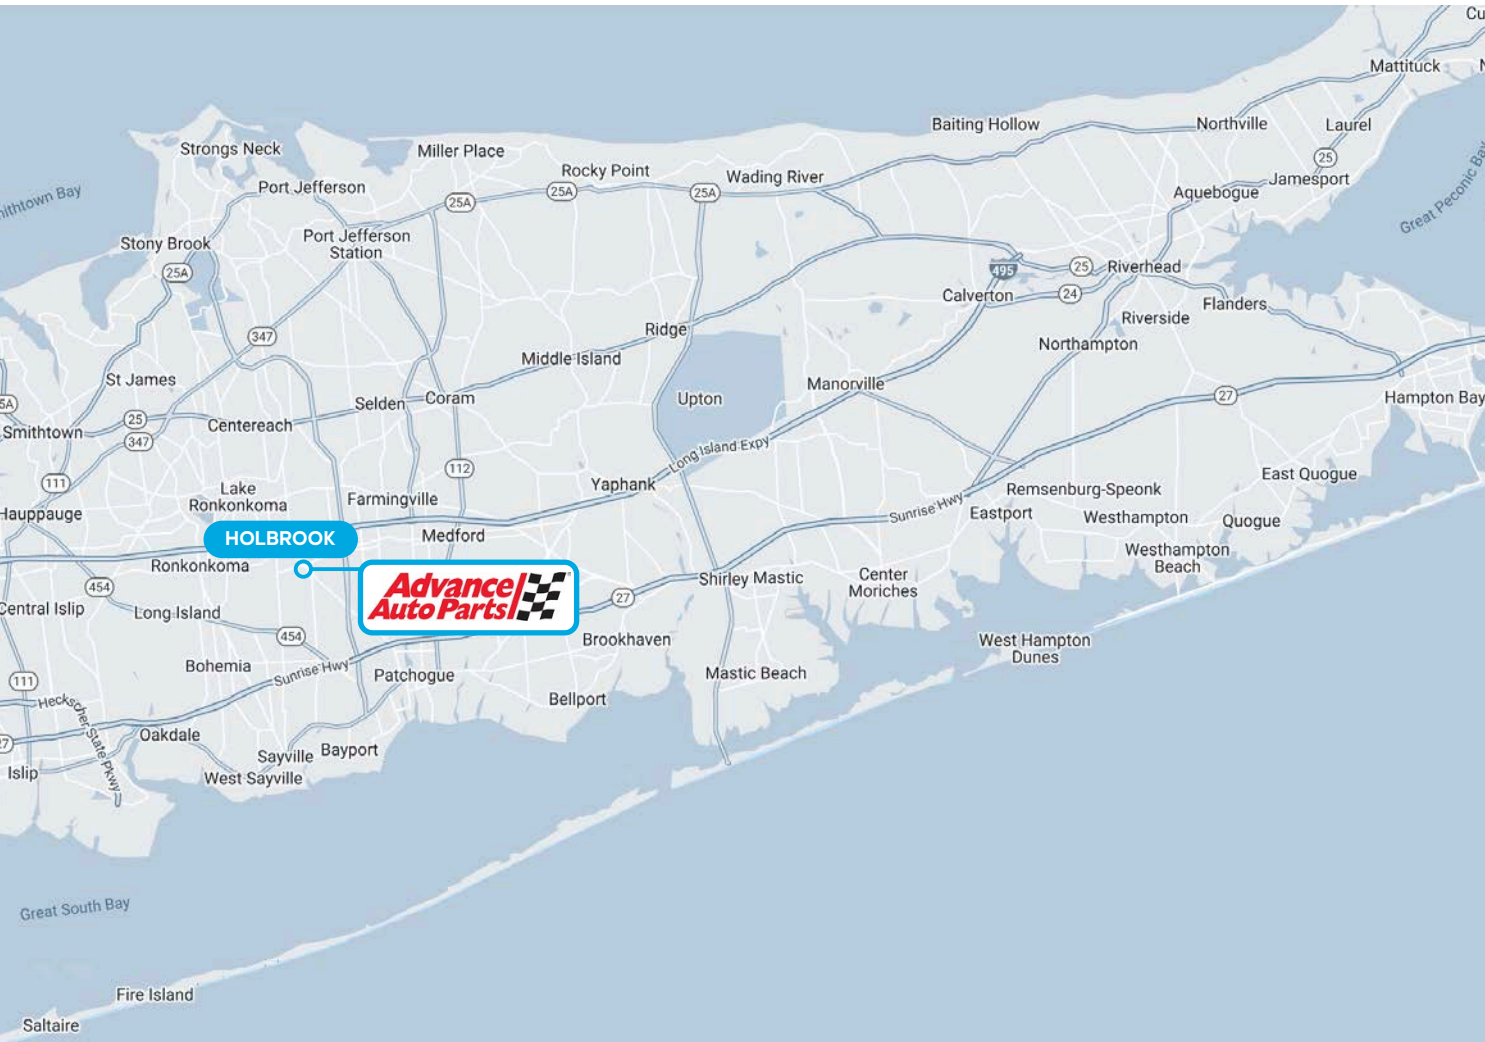 Cu
Mattituck
Baiting Hollow
Northville
Laurel
Strongs Neck
Miller Place
25
Rocky Point
Wading River
Jamesport
Port Jefferson
25A
25A
25A
Aquebogue
Great Peconic Bay
Stony Brook
Port Jefferson
Station
25A
495
25
Riverhead
Calverton
24
Flanders
Riverside
347
Ridge
Northampton
Middle Island
St James
Manorville
27
5A
Selden
Coram
Upton
Hampton Bay
25
Centereach
Smithtown
347
Long Island Expy
112
East Quogue
111
Lake
Ronkonkoma
Farmingville
Yaphank
Remsenburg-Speonk
Hauppauge
Sunrise Hwy
Eastport
Westhampton
Quogue
HOLBROOK
Medford
Westhampton
Beach
Ronkonkoma
Advance
Auto Parts
Shirley
Mastic
Center
Moriches
454
27
Central Islip
Long Island
454
Brookhaven
West Hampton
Dunes
Bohemia
Sunrise Hwy
Patchogue
Mastic Beach
111
Heckscher State Pkwy
Bellport
27
Oakdale
Sayville
Bayport
Islip
West Sayville
Great South Bay
Fire Island
Saltaire